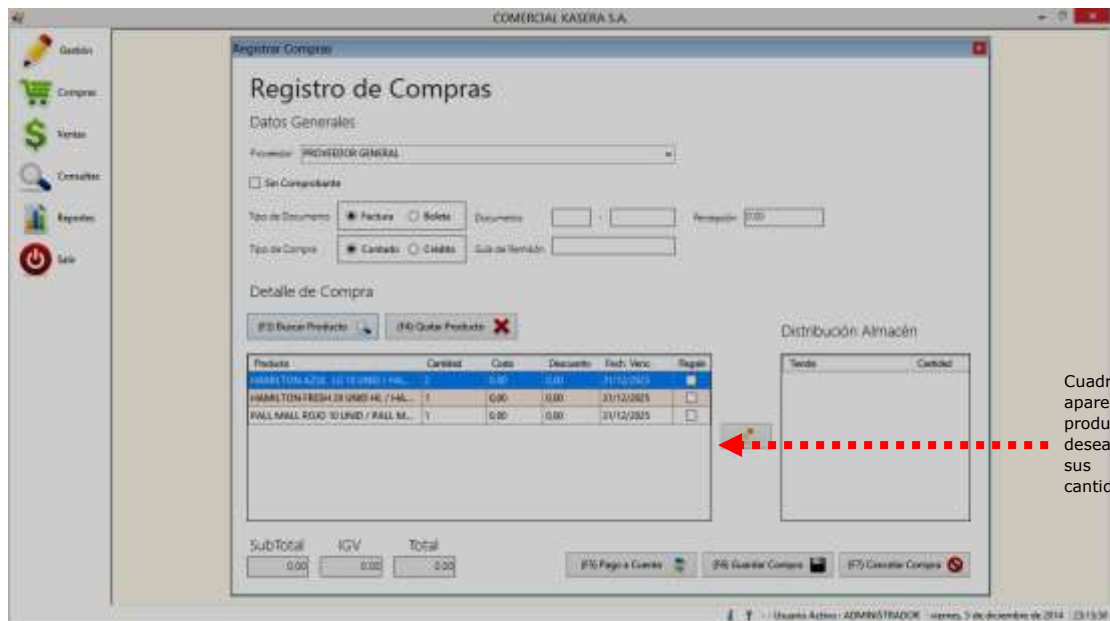 COMERCIAL KASERA S.A.
Gestión
Compras
Ventas
Consultas
Reportes
Salir
Registrar Compras
Registro de Compras
Datos Generales
Proveedor PROVEEDOR GENERAL
Sin Comprobante
Tipo de Documento Factura Boleta Documento - Percepción 0.00
Tipo de Compra Contado Crédito Guía de Remisión
Detalle de Compra
(F3) Buscar Producto (F4) Quitar Producto
Distribución Almacén
Producto Cantidad Costo Descuento Fech. Venc. Regalo
HAMILTON AZUL 10 UNID / HA... 2 0.00 0.00 31/12/2025
HAMILTON FRESH 20 UNID HL / HA... 1 0.00 0.00 31/12/2025
PALL MALL ROJO 10 UNID / PALL M... 1 0.00 0.00 31/12/2025
Tienda Cantidad
Cuadr
apare
produ
desea
sus
cantid
SubTotal IGV Total
0.00 0.00 0.00
(F5) Pago a Cuenta (F6) Guardar Compra (F7) Cancelar Compra
Usuario Activo : ADMINISTRADOR viernes, 5 de diciembre de 2014 23:13:50